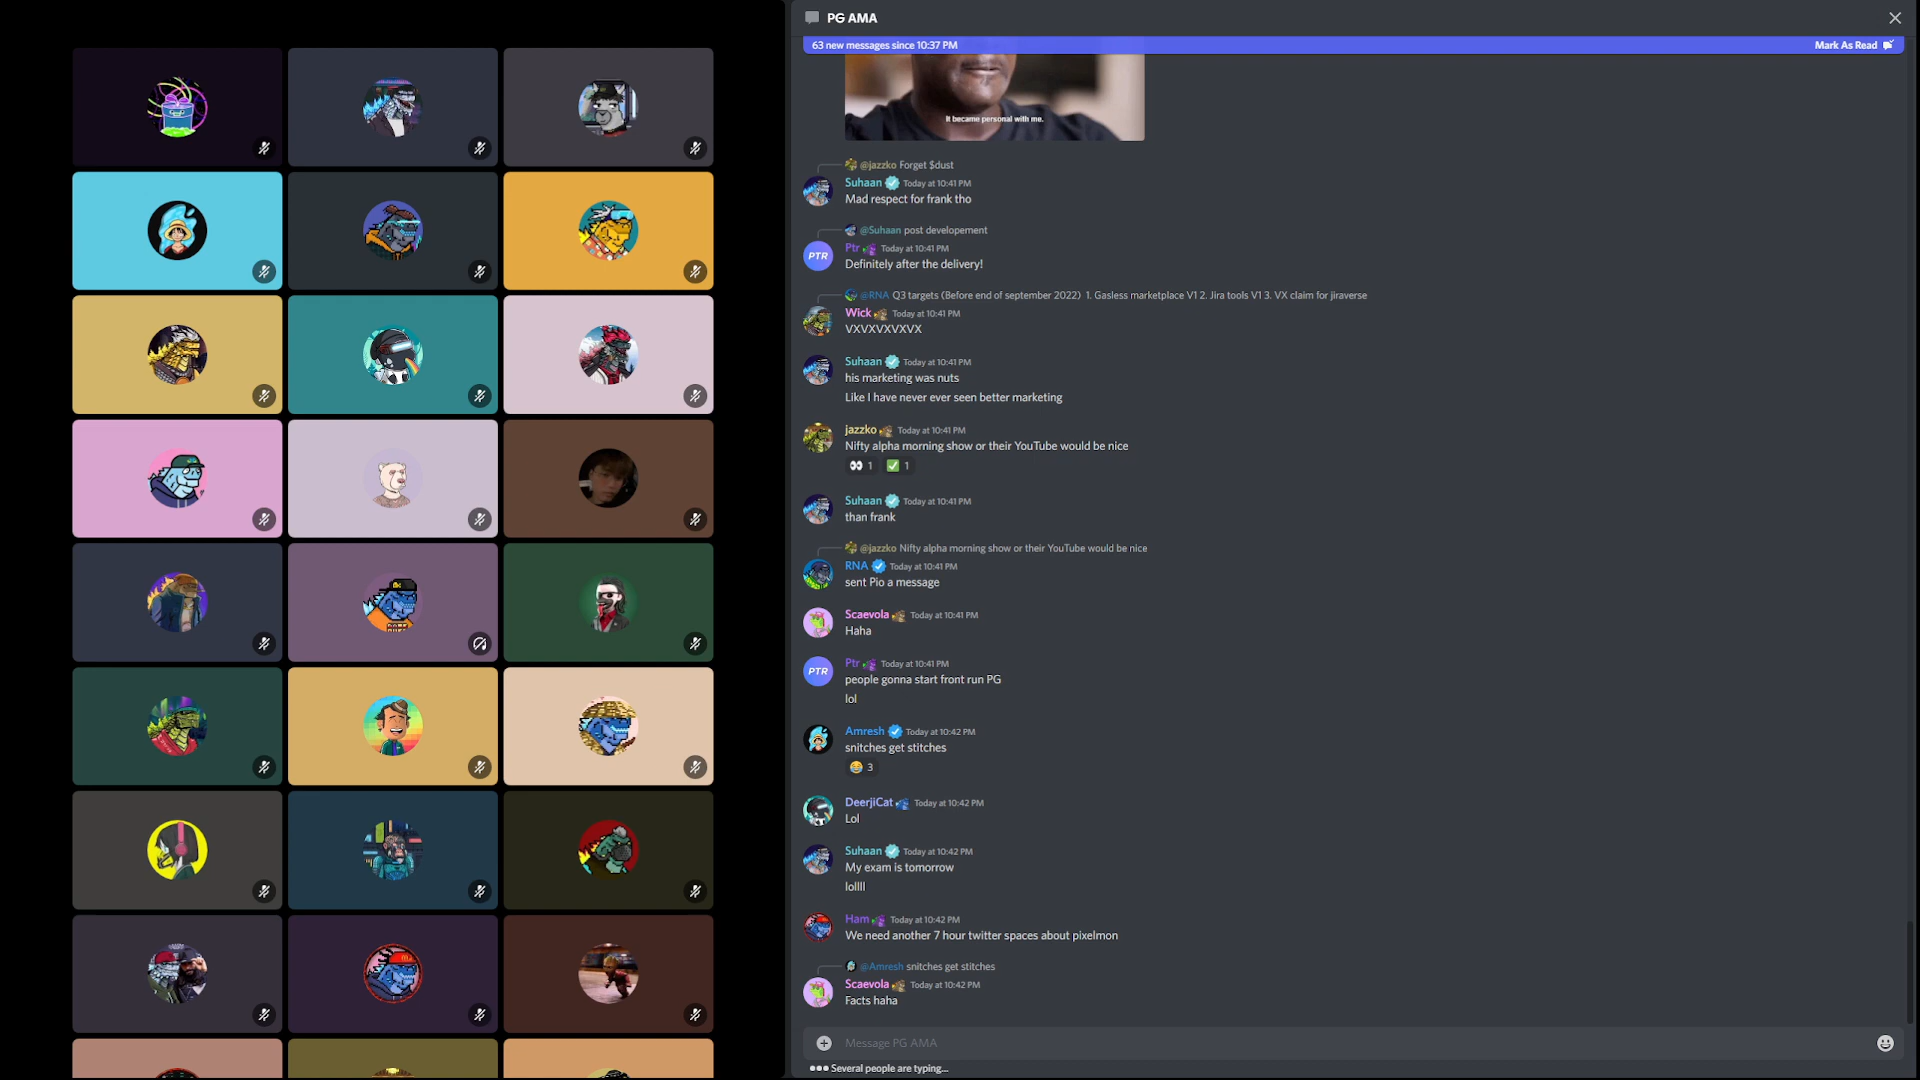 PG AMA
63 new messages since 10:37 PM
Mark As Read
It became personal with me.
@jazzko Forget $dust
Suhaan Today at 10:41 PM
Mad respect for frank tho
@Suhaan post developement
Ptr Today at 10:41 PM
PTR
Definitely after the delivery!
@RNA Q3 targets (Before end of september 2022) 1. Gasless marketplace V1 2. Jira tools V1 3. VX claim for jiraverse
Wick Today at 10:41 PM
VXVXVXVXVX
Suhaan Today at 10:41 PM
his marketing was nuts
Like I have never ever seen better marketing
jazzko Today at 10:41 PM
Nifty alpha morning show or their YouTube would be nice
1 1
Suhaan Today at 10:41 PM
than frank
@jazzko Nifty alpha morning show or their YouTube would be nice
RNA Today at 10:41 PM
sent Pio a message
Scaevola Today at 10:41 PM
Haha
Ptr Today at 10:41 PM
PTR
people gonna start front run PG
lol
Amresh Today at 10:42 PM
snitches get stitches
3
DeerjiCat Today at 10:42 PM
Lol
Suhaan Today at 10:42 PM
My exam is tomorrow
lollll
Ham Today at 10:42 PM
We need another 7 hour twitter spaces about pixelmon
@Amresh snitches get stitches
Scaevola Today at 10:42 PM
Facts haha
Message PG AMA
Several people are typing...